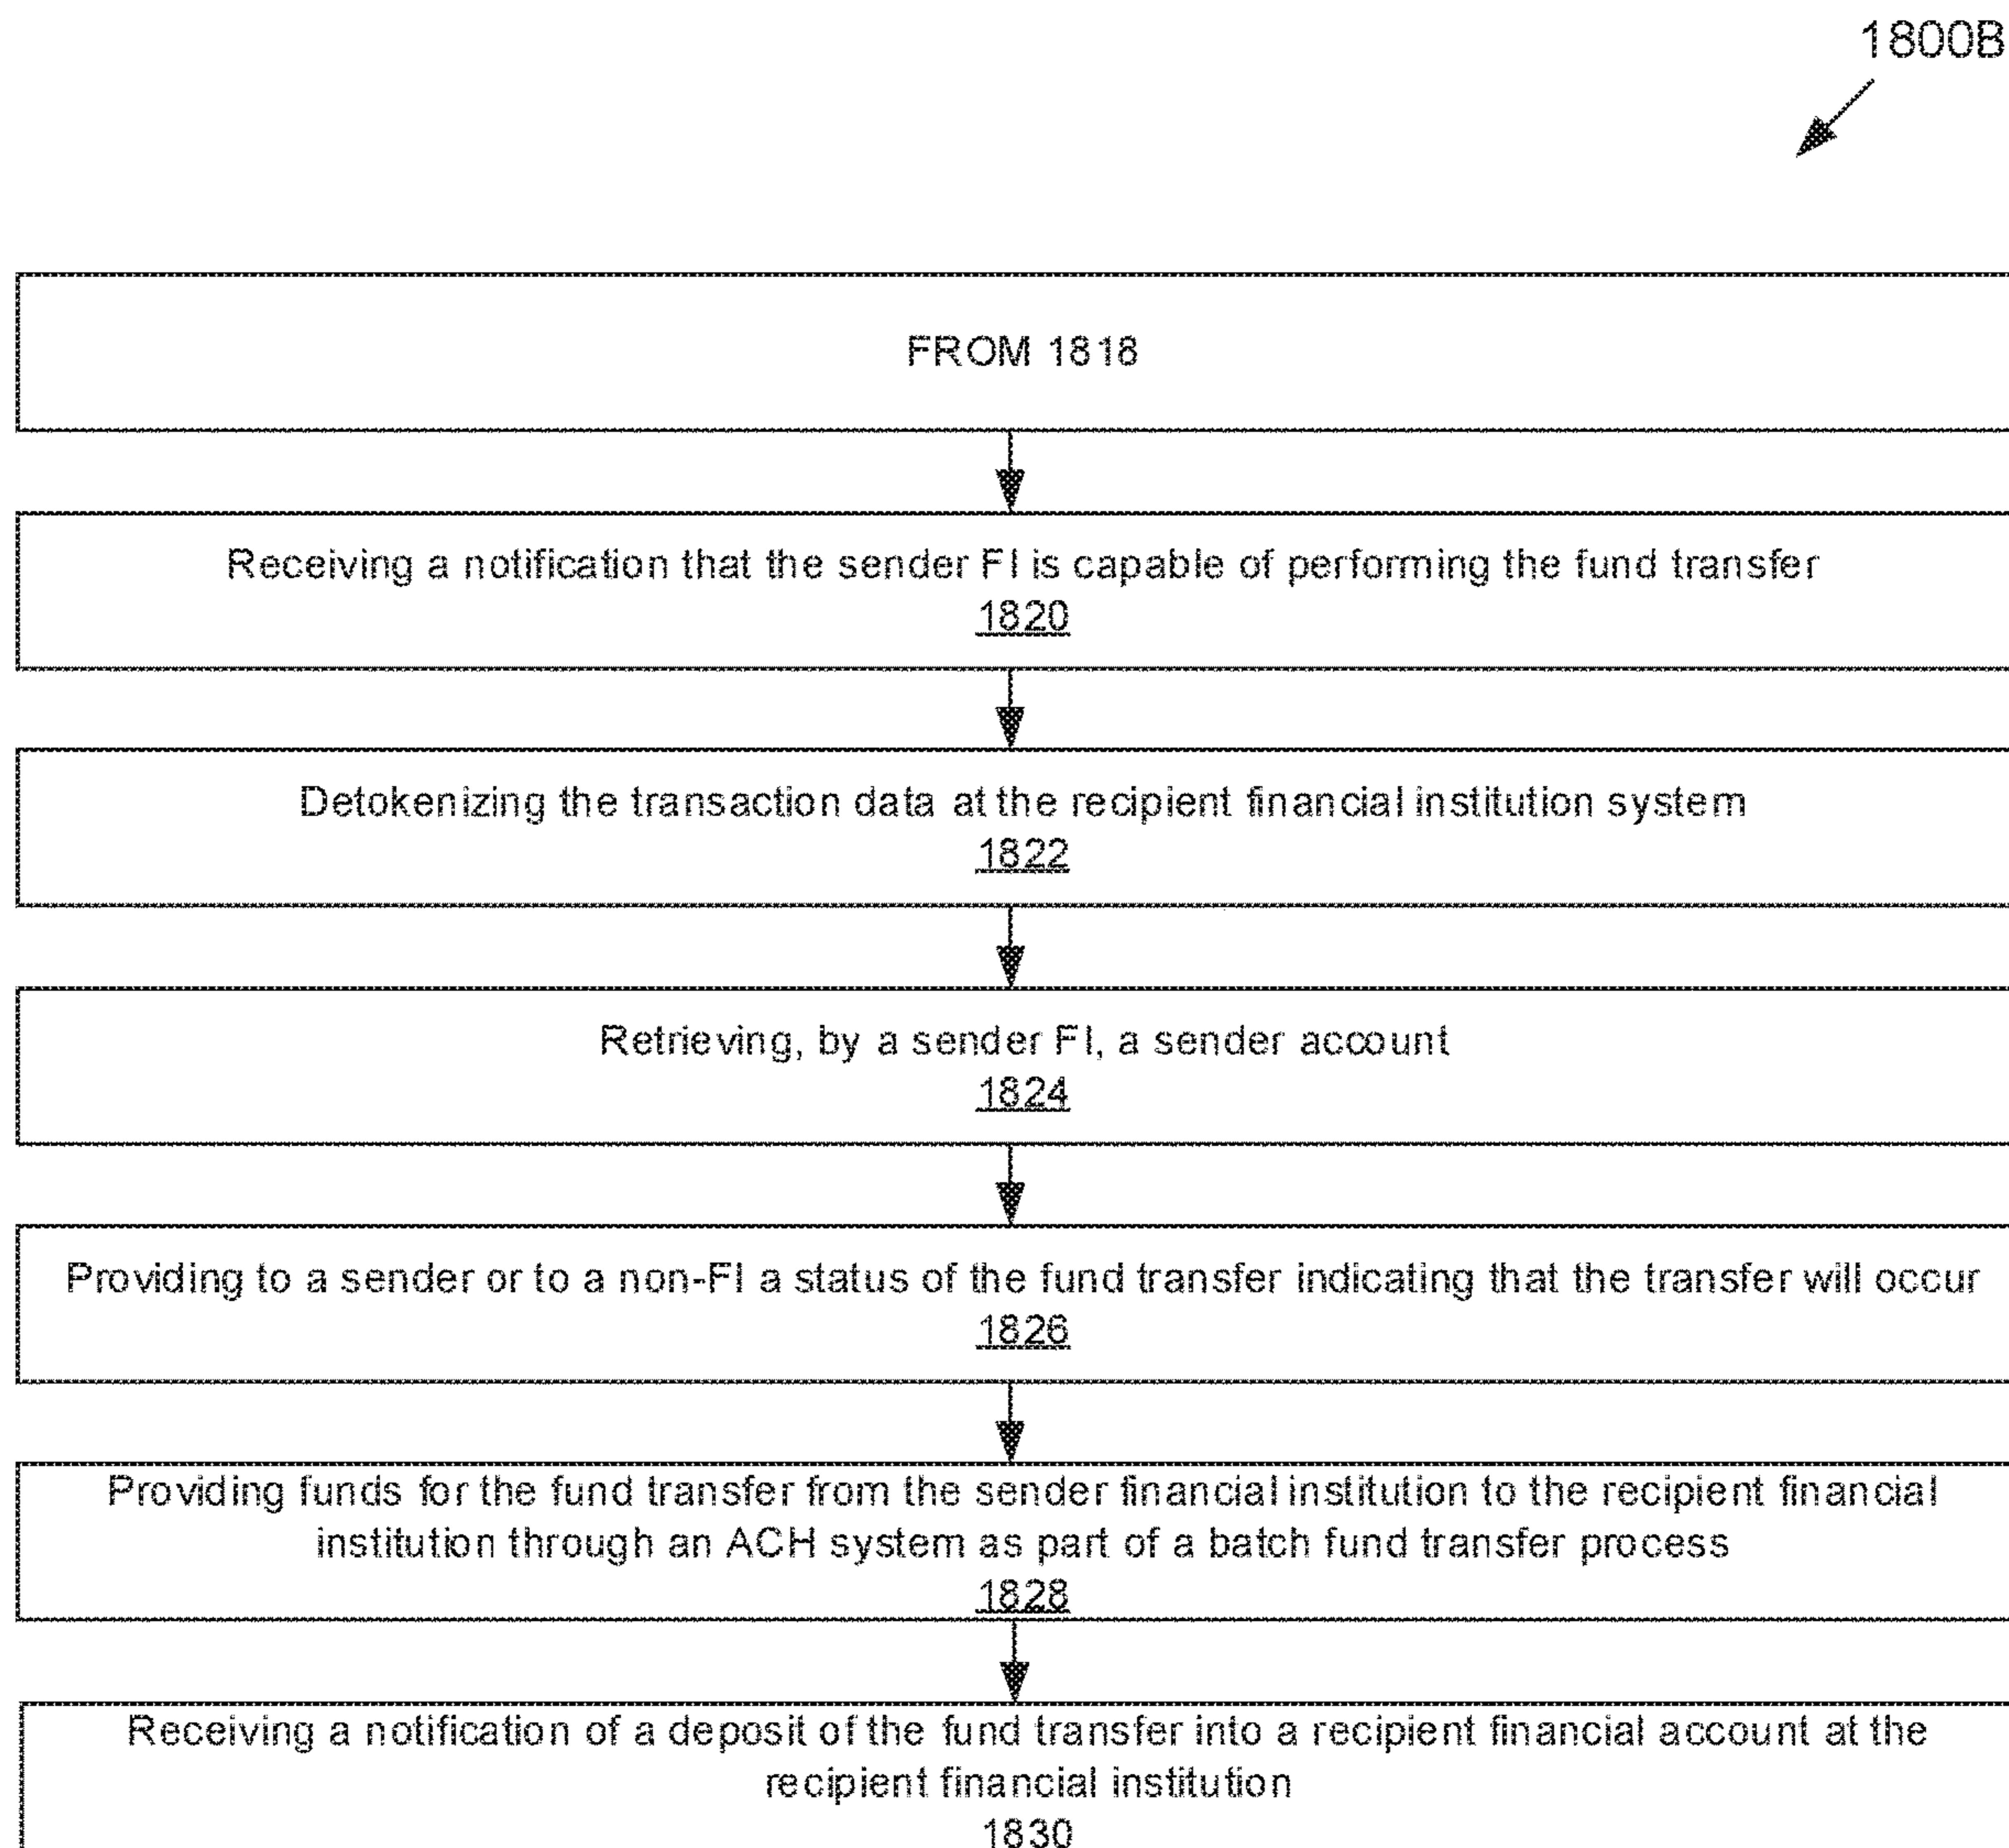 1800B
FROM 1818
Receiving a notification that the sender FI is capable of performing the fund transfer
1820
Detokenizing the transaction data at the recipient financial institution system
1822
Retrieving, by a sender FI, a sender account
1824
Providing to a sender or to a non-FI a status of the fund transfer indicating that the transfer will occur
1826
Providing funds for the fund transfer from the sender financial institution to the recipient financial
institution through an ACH system as part of a batch fund transfer process
1828
Receiving a notification of a deposit of the fund transfer into a recipient financial account at the
recipient financial institution
1830